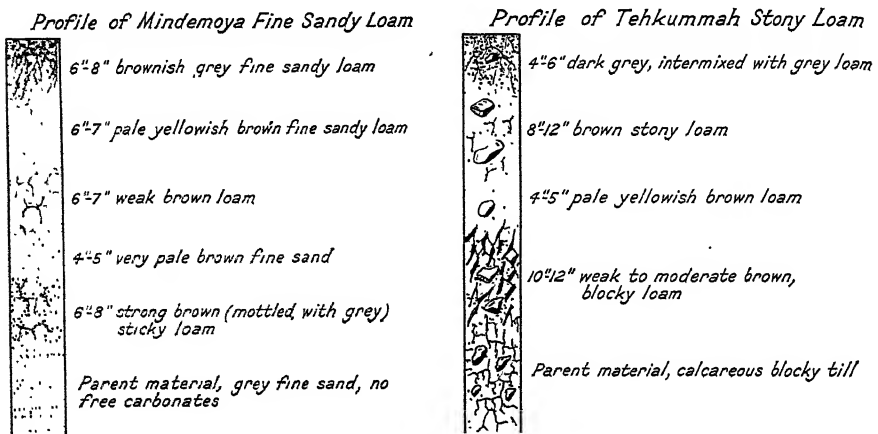 Profile of Mindemoya Fine Sandy Loam
6"-8" brownish grey fine sandy loam
6"-7" pale yellowish brown fine sandy loam
6"-7" weak brown loam
4"-5" very pale brown fine sand
6"-8" strong brown (mottled with grey)
sticky loam
Parent material, grey fine sand, no
free carbonates
Profile of Tehkummah Stony Loam
4"-6" dark grey, intermixed with grey loam
8"-12" brown stony loam
4"-5" pale yellowish brown loam
10"-12" weak to moderate brown,
blocky loam
Parent material, calcareous blocky till